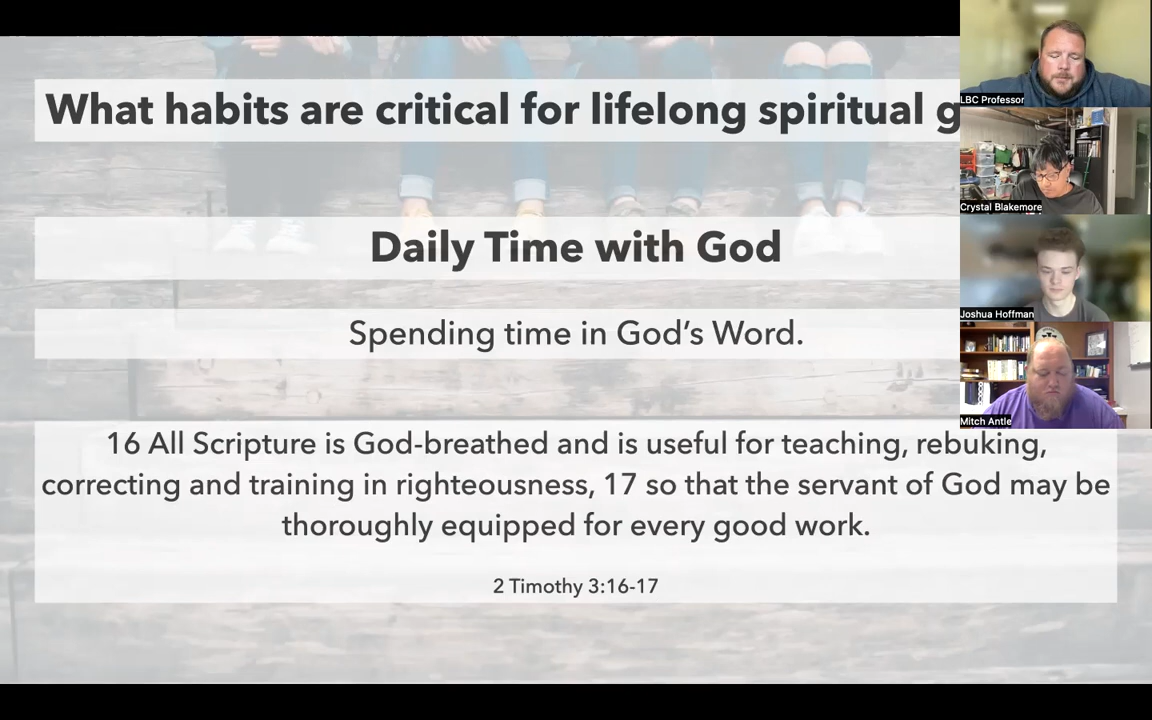 What habits are critical for lifelong spiritual g
Daily Time with God
Spending time in God’s Word.
16 All Scripture is God-breathed and is useful for teaching, rebuking,
correcting and training in righteousness, 17 so that the servant of God may be
thoroughly equipped for every good work.
2 Timothy 3:16-17
LBC Professor
Crystal Blakemore
Joshua Hoffman
Mitch Antle